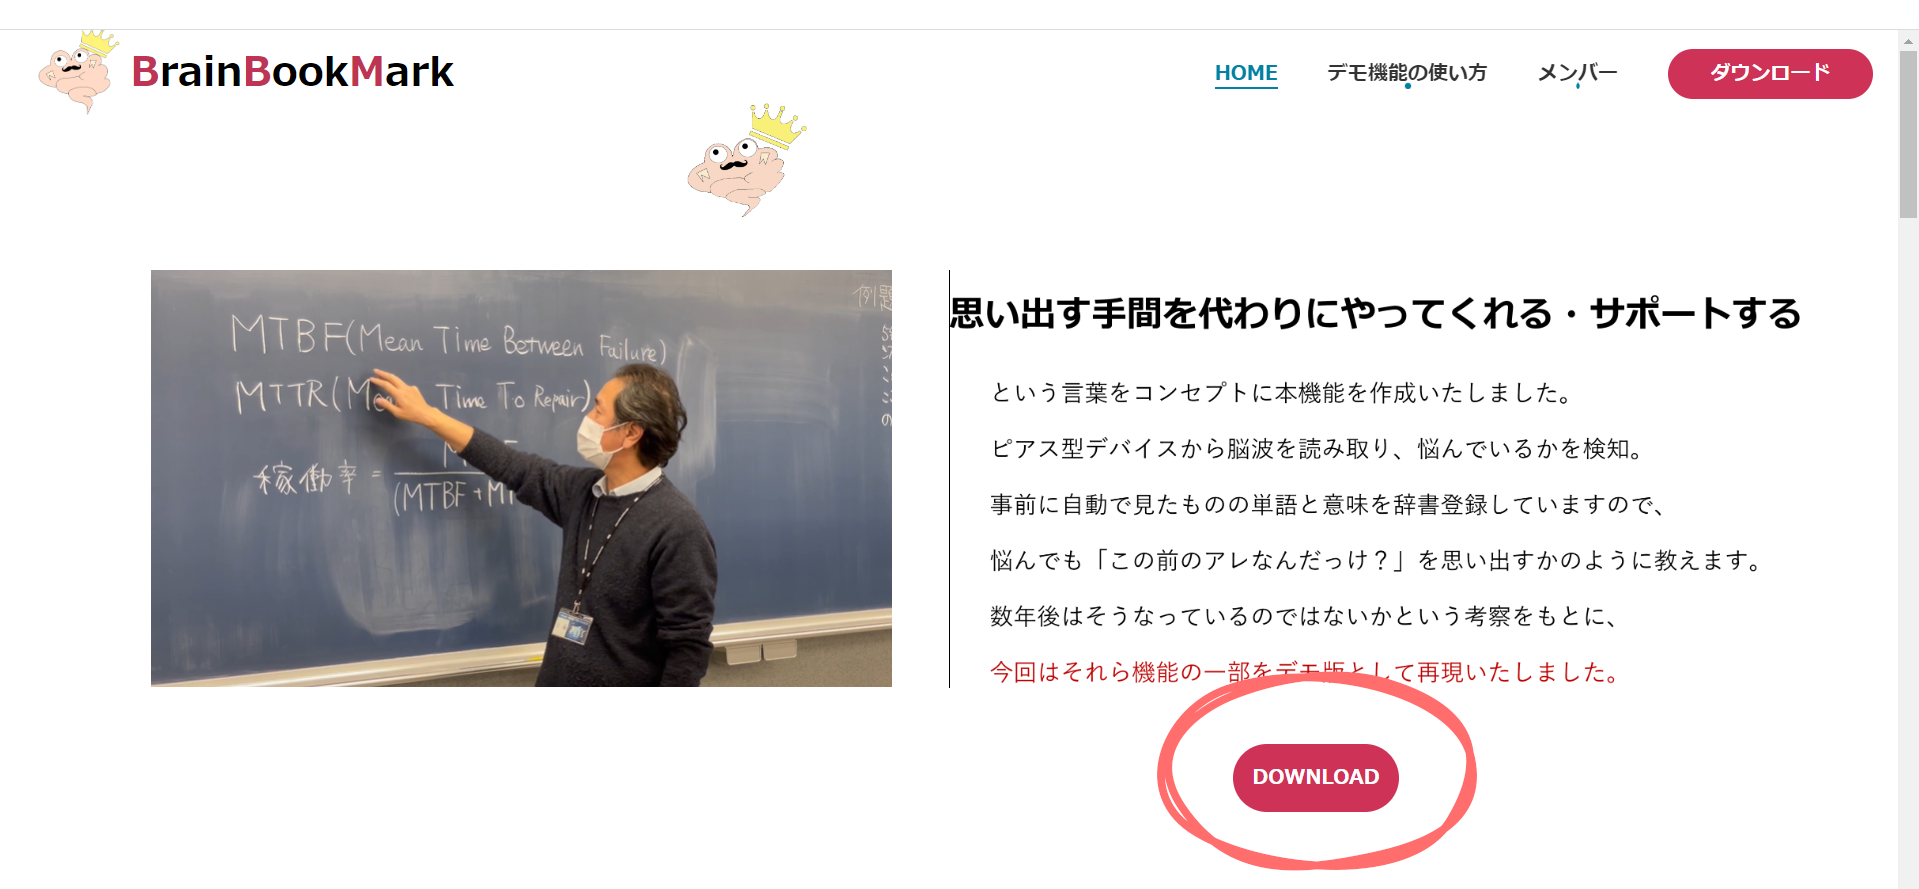 BrainBookMark
HOME
デモ機能の使い方
メンバー
ダウンロード
例題
MTBF(Mean Time Between Failure)
MTTR(Mean Time To Repair)
稼働率 =
(MTBF+MT
思い出す手間を代わりにやってくれる・サポートする
という言葉をコンセプトに本機能を作成いたしました。
ピアス型デバイスから脳波を読み取り、悩んでいるかを検知。
事前に自動で見たものの単語と意味を辞書登録していますので、
悩んでも「この前のアレなんだっけ？」を思い出すかのように教えます。
数年後はそうなっているのではないかという考察をもとに、
今回はそれら機能の一部をデモ版として再現いたしました。
DOWNLOAD